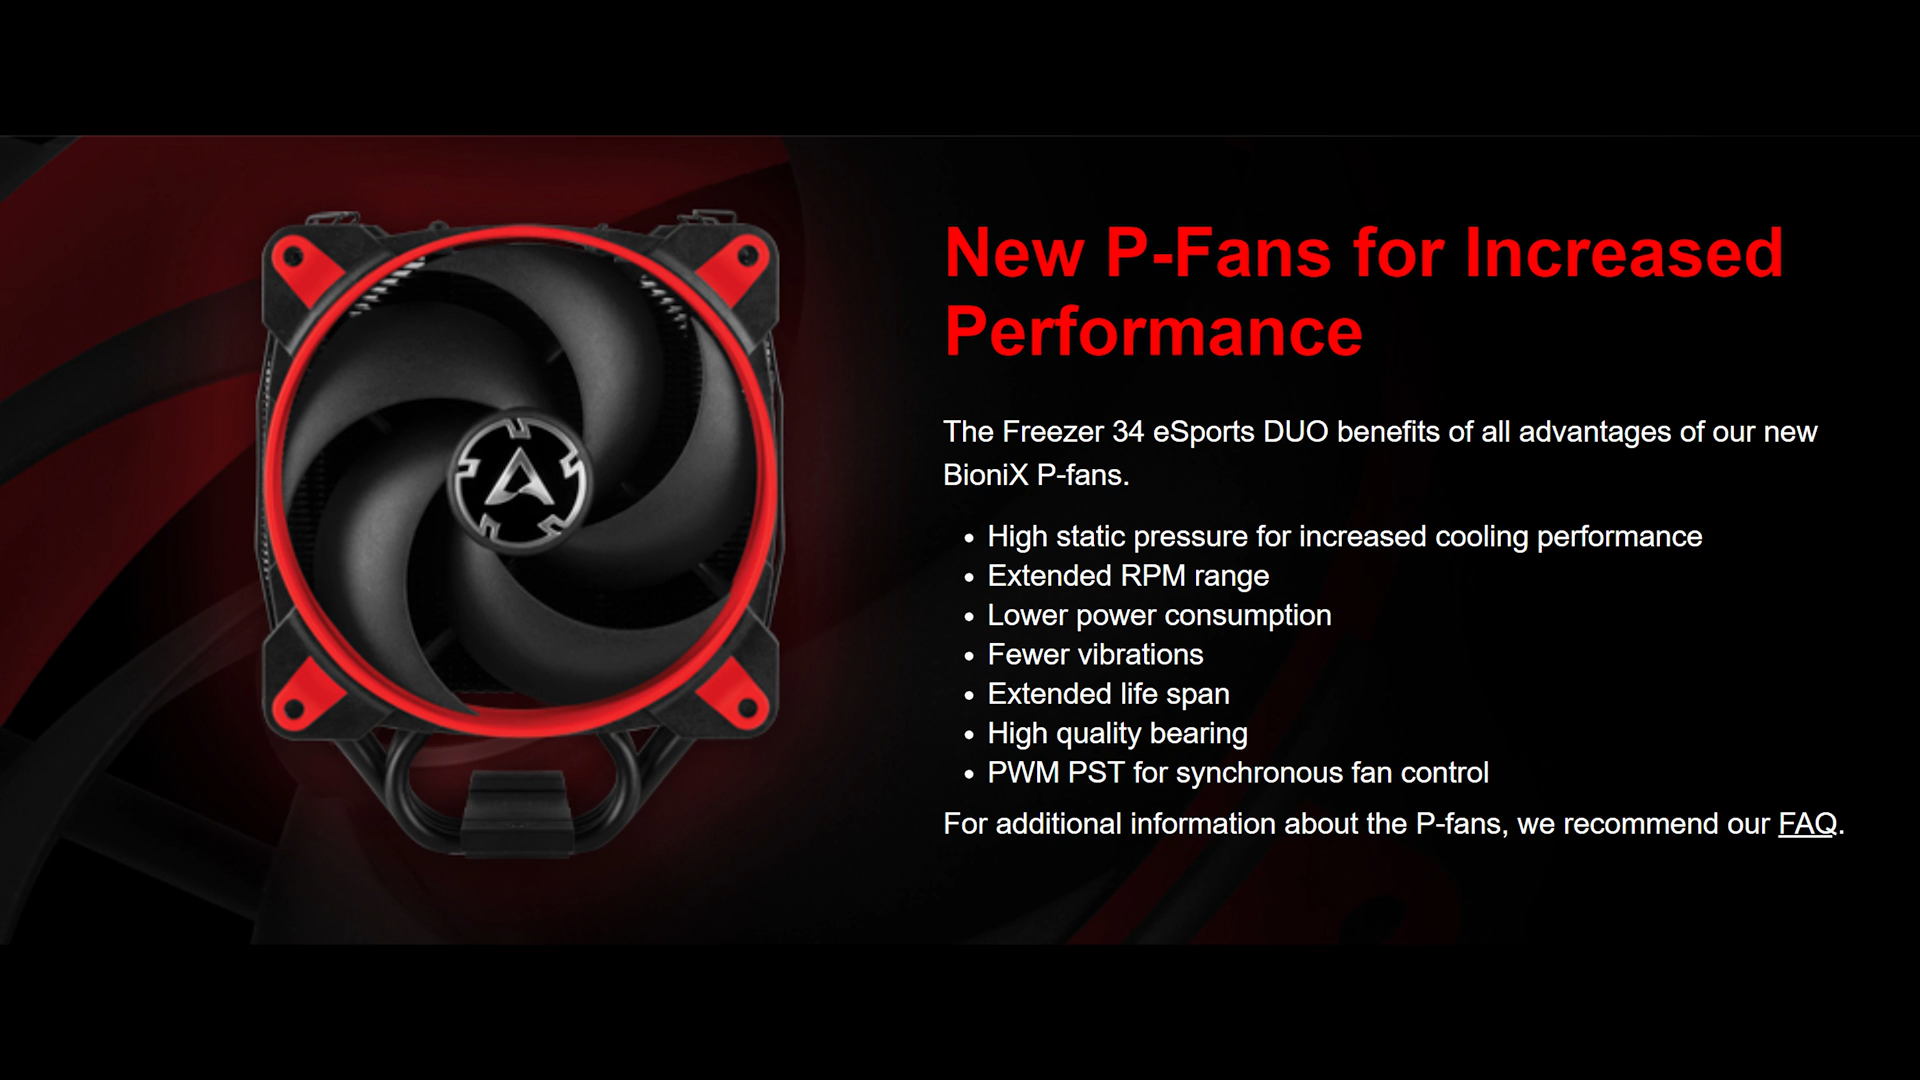 New P-Fans for Increased
Performance
The Freezer 34 eSports DUO benefits of all advantages of our new
BioniX P-fans.
• High static pressure for increased cooling performance
• Extended RPM range
• Lower power consumption
• Fewer vibrations
• Extended life span
• High quality bearing
• PWM PST for synchronous fan control
For additional information about the P-fans, we recommend our FAQ.